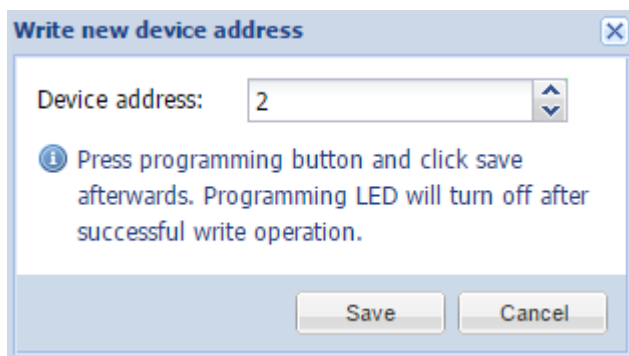 Write new device address
Device address: 2
Press programming button and click save
afterwards. Programming LED will turn off after
successful write operation.
Save Cancel